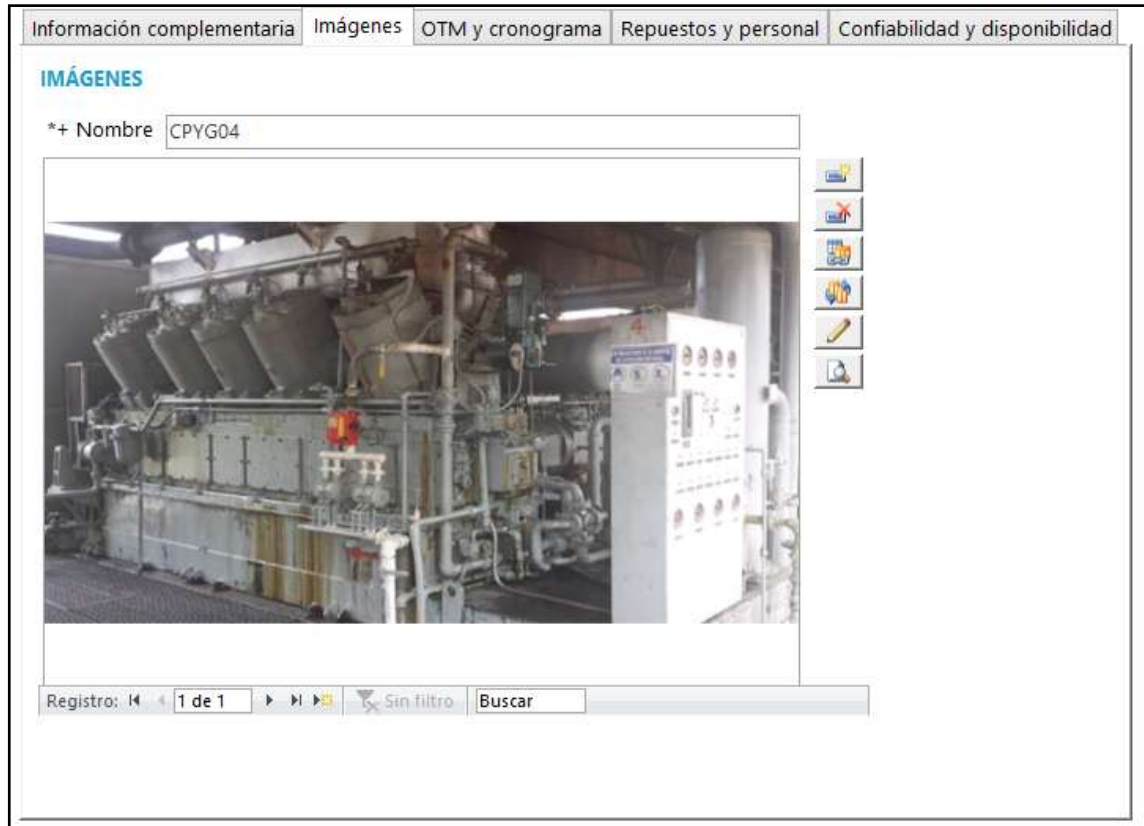 Información complementaria Imágenes OTM y cronograma Repuestos y personal Confiabilidad y disponibilidad
IMÁGENES
*+ Nombre CPYG04
4
Registro: 1 de 1 Sin filtro Buscar